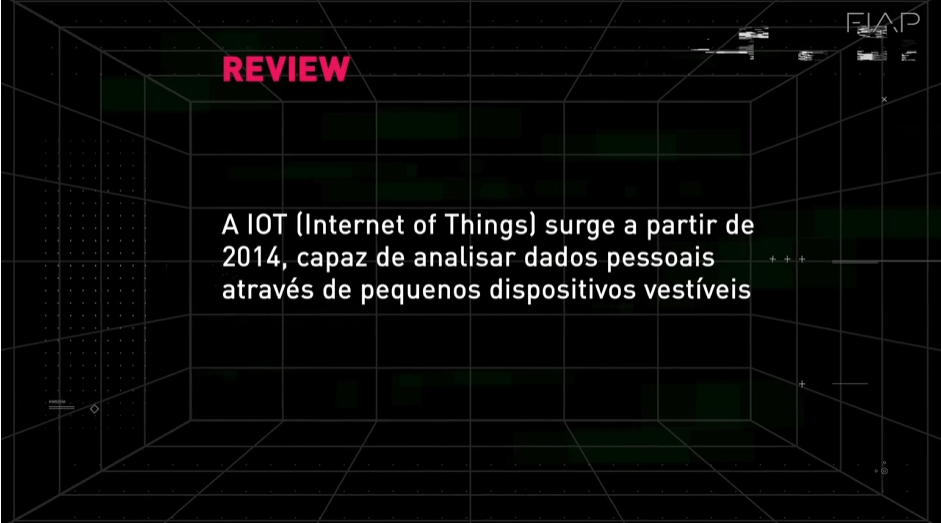 FIAP
REVIEW
A IOT (Internet of Things) surge a partir de
2014, capaz de analisar dados pessoais
através de pequenos dispositivos vestíveis